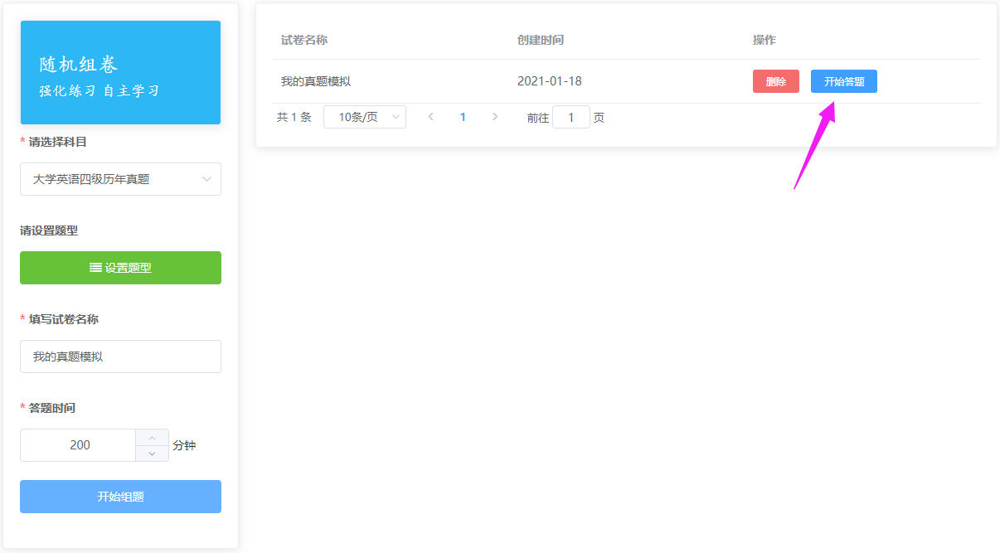 随机组卷
强化练习 自主学习
* 请选择科目
大学英语四级历年真题
请设置题型
设置题型
* 填写试卷名称
我的真题模拟
* 答题时间
200 分钟
开始组题
试卷名称 创建时间 操作
我的真题模拟 2021-01-18 删除 开始答题
共 1 条 10条/页 1 前往 1 页